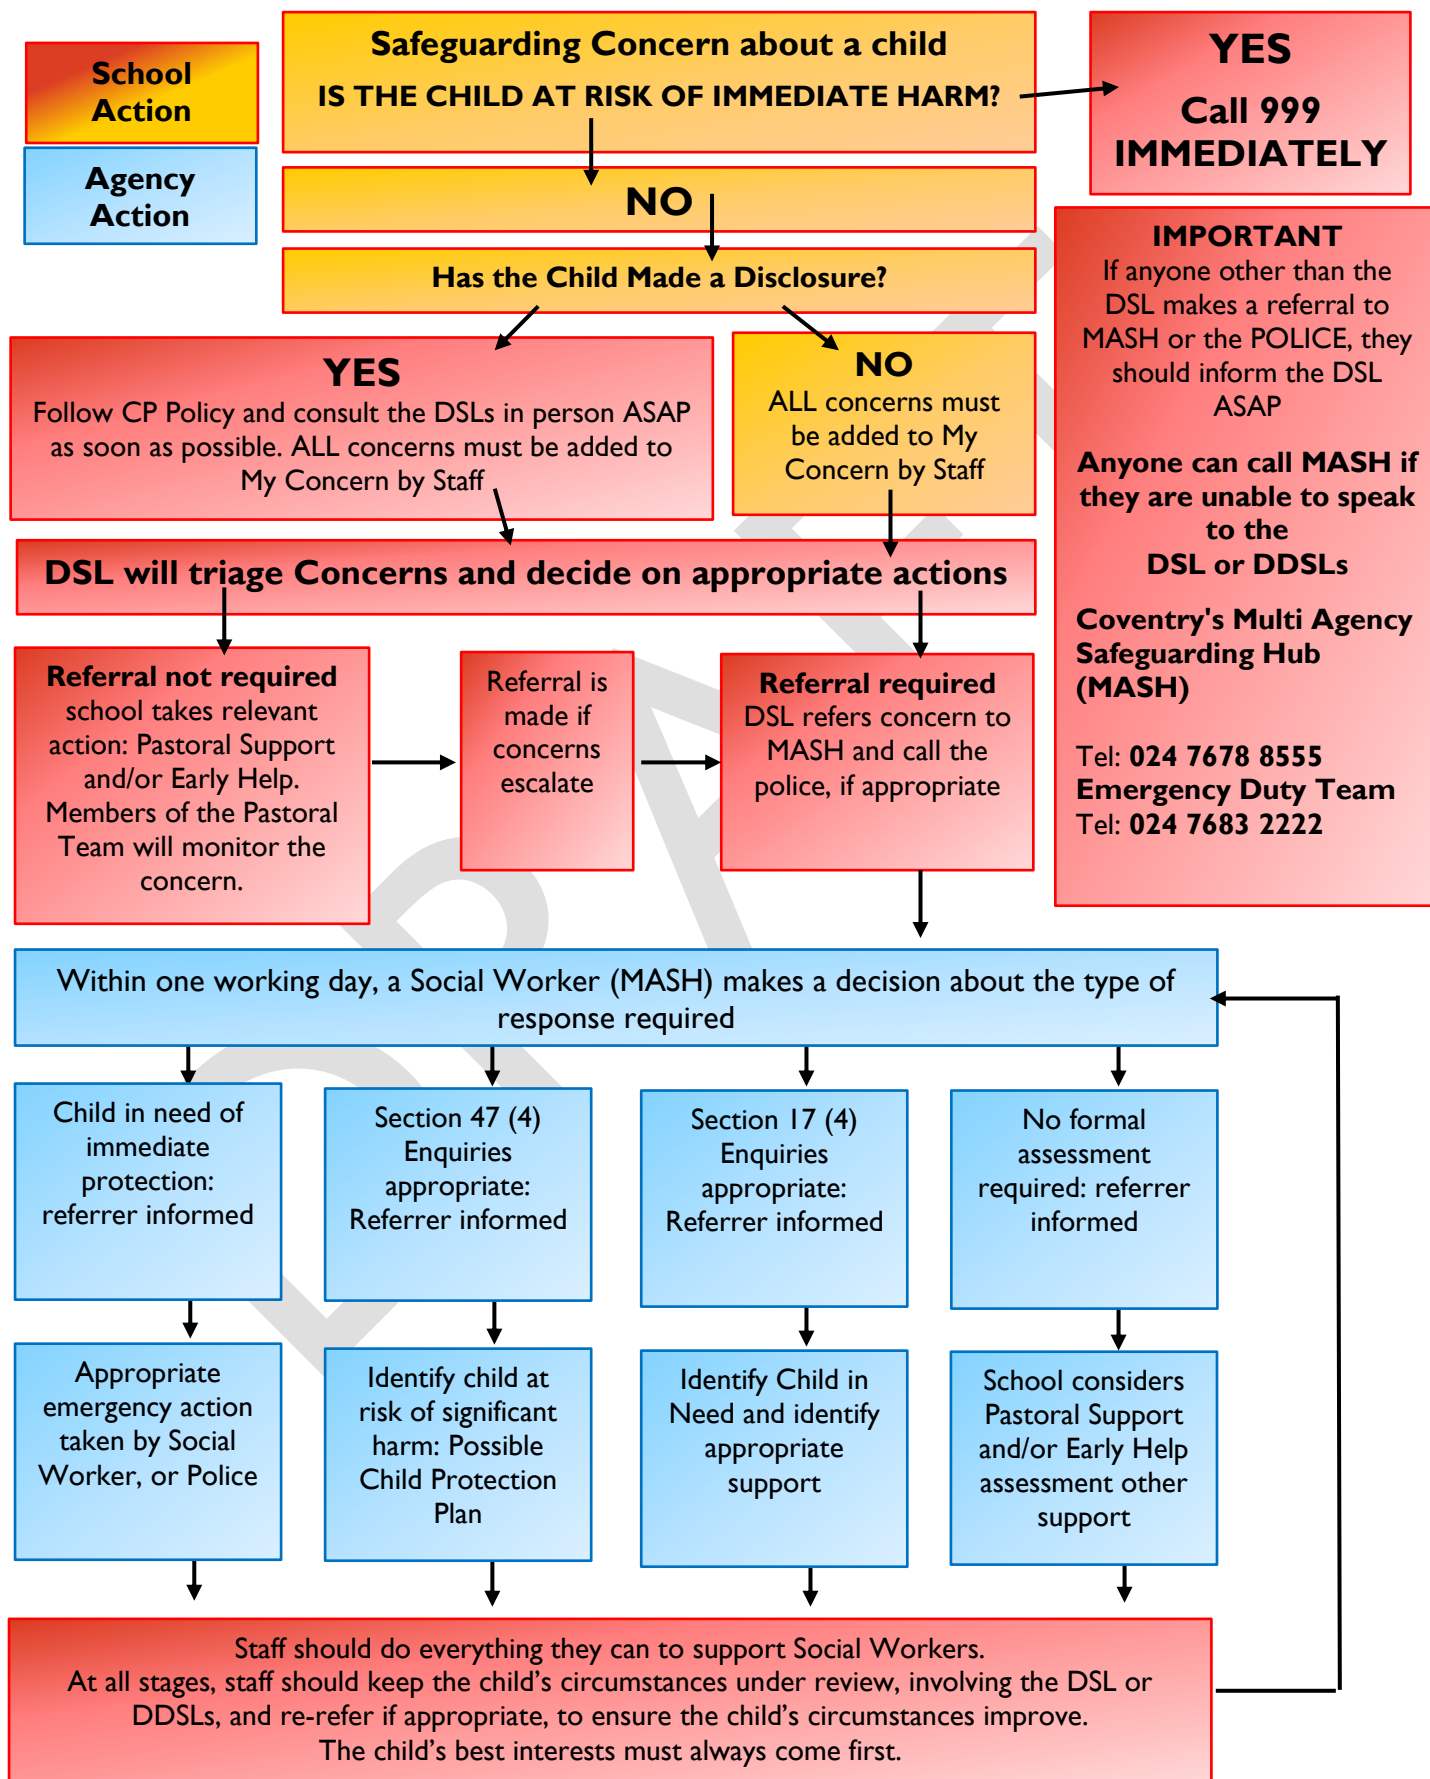 School
Action
Agency
Action
Safeguarding Concern about a child
IS THE CHILD AT RISK OF IMMEDIATE HARM?
YES
Call 999
IMMEDIATELY
NO
Has the Child Made a Disclosure?
YES
Follow CP Policy and consult the DSLs in person ASAP
as soon as possible. ALL concerns must be added to
My Concern by Staff
NO
ALL concerns must
be added to My
Concern by Staff
IMPORTANT
If anyone other than the
DSL makes a referral to
MASH or the POLICE, they
should inform the DSL
ASAP
Anyone can call MASH if
they are unable to speak
to the
DSL or DDSLs
Coventry's Multi Agency
Safeguarding Hub
(MASH)
Tel: 024 7678 8555
Emergency Duty Team
Tel: 024 7683 2222
DSL will triage Concerns and decide on appropriate actions
Referral not required
school takes relevant
action: Pastoral Support
and/or Early Help.
Members of the Pastoral
Team will monitor the
concern.
Referral is
made if
concerns
escalate
Referral required
DSL refers concern to
MASH and call the
police, if appropriate
Within one working day, a Social Worker (MASH) makes a decision about the type of
response required
Child in need of
immediate
protection:
referrer informed
Section 47 (4)
Enquiries
appropriate:
Referrer informed
Section 17 (4)
Enquiries
appropriate:
Referrer informed
No formal
assessment
required: referrer
informed
Appropriate
emergency action
taken by Social
Worker, or Police
Identify child at
risk of significant
harm: Possible
Child Protection
Plan
Identify Child in
Need and identify
appropriate
support
School considers
Pastoral Support
and/or Early Help
assessment other
support
Staff should do everything they can to support Social Workers.
At all stages, staff should keep the child’s circumstances under review, involving the DSL or
DDSLs, and re-refer if appropriate, to ensure the child’s circumstances improve.
The child’s best interests must always come first.
DRAFT